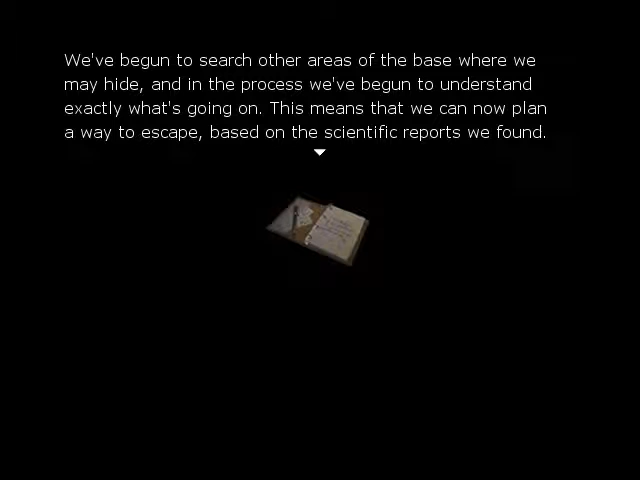 We've begun to search other areas of the base where we
may hide, and in the process we've begun to understand
exactly what's going on. This means that we can now plan
a way to escape, based on the scientific reports we found.